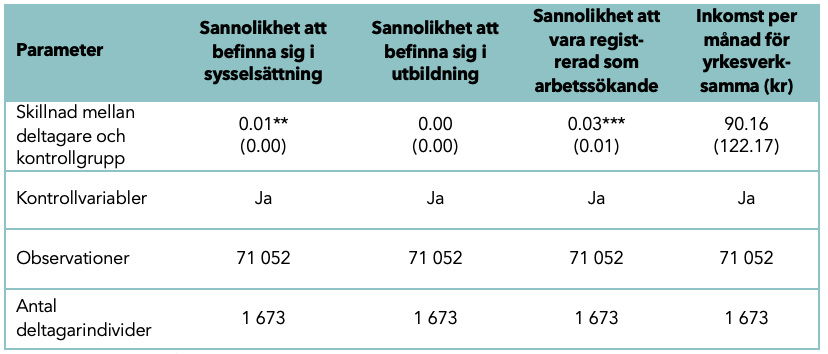 Parameter
Sannolikhet att
befinna sig i
sysselsättning
Sannolikhet att
befinna sig i
utbildning
Sannolikhet att
vara regist-
rerad som
arbetssökande
Inkomst per
månad för
yrkesverk-
samma (kr)
Skillnad mellan
deltagare och
kontrollgrupp
0.01**
(0.00)
0.00
(0.00)
0.03***
(0.01)
90.16
(122.17)
Kontrollvariabler Ja Ja Ja Ja
Observationer 71 052 71 052 71 052 71 052
Antal
deltagarindivider
1 673 1 673 1 673 1 673